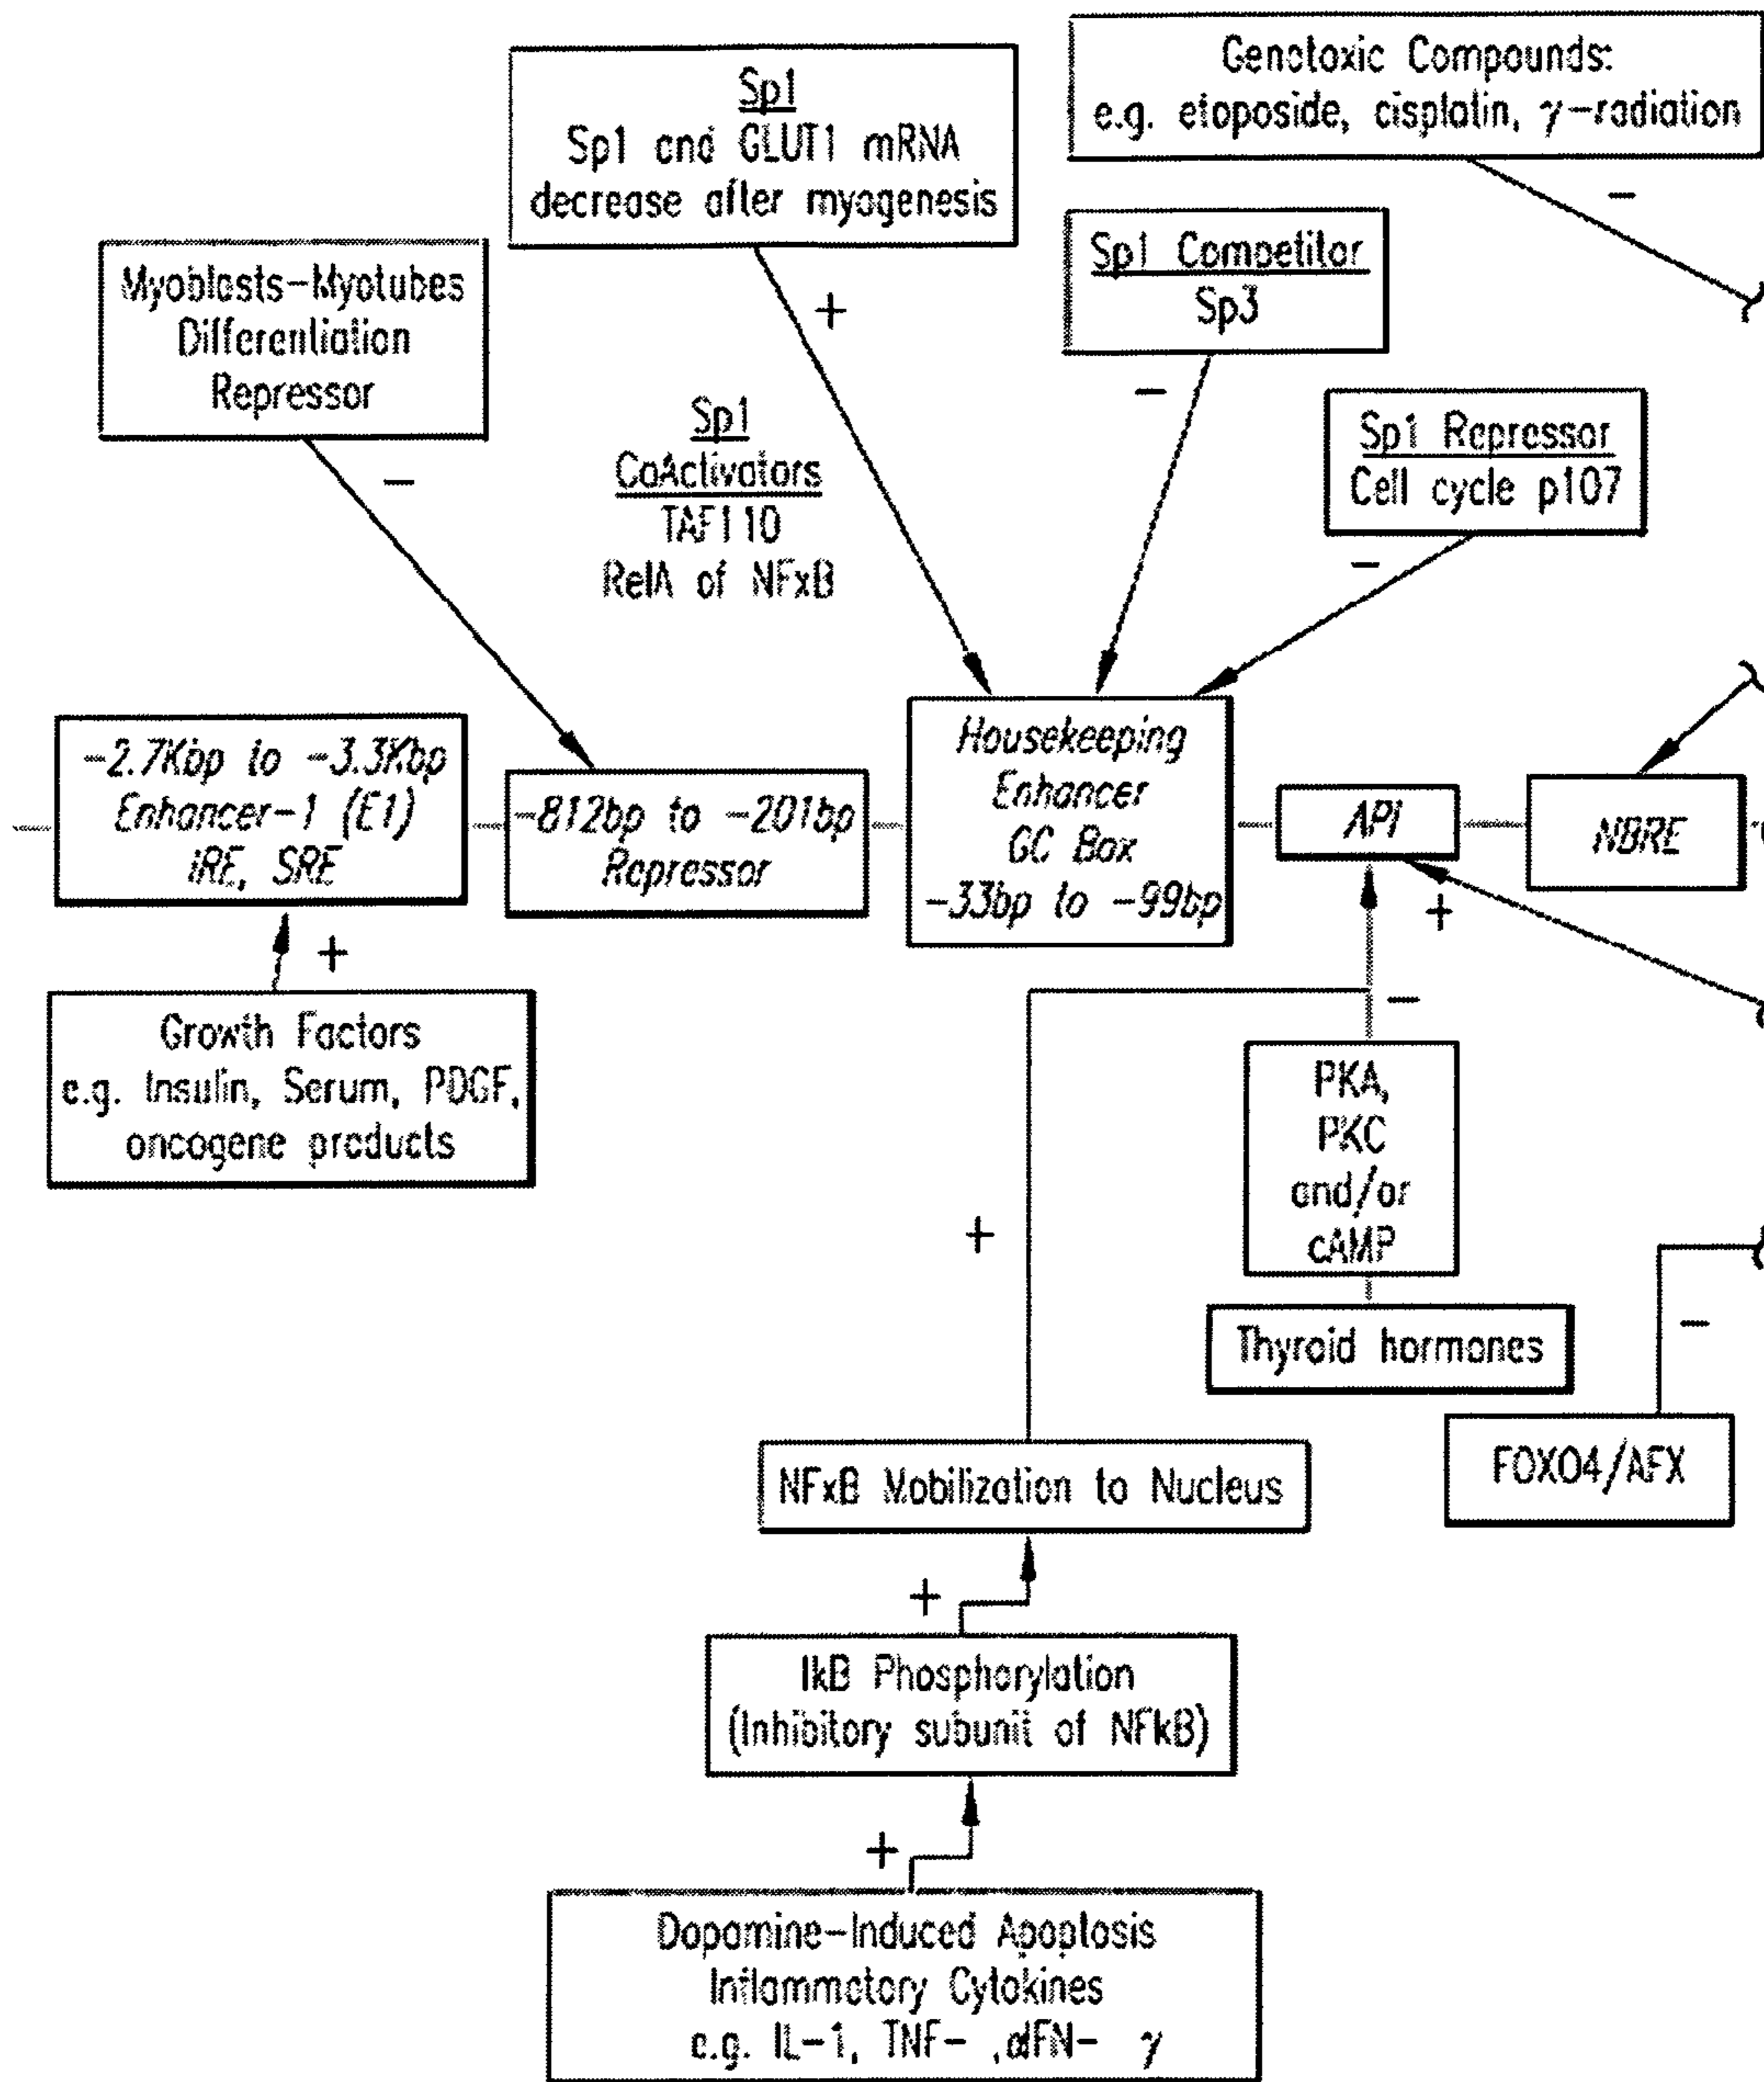 Genotoxic Compounds:
e.g. etoposide, cisplatin, γ-radiation
-
Sp1
Sp1 and GLUT1 mRNA
decrease after myogenesis
+
Sp1 Competitor
Sp3
-
Myoblasts-Myotubes
Differentiation
Repressor
-
Sp1
CoActivators
TAF110
RelA of NFxB
Sp1 Repressor
Cell cycle p107
-
-2.7Kbp to -3.3Kbp
Enhancer-1 (E1)
IRE, SRE
-812bp to -201bp
Repressor
Housekeeping
Enhancer
GC Box
-33bp to -99bp
API
NBRE
+
+
Growth Factors
e.g. Insulin, Serum, PDGF,
oncogene products
-
PKA,
PKC
and/or
cAMP
+
Thyroid hormones
-
FOXO4/AFX
NFxB Mobilization to Nucleus
+
IkB Phosphorylation
(Inhibitory subunit of NFkB)
+
Dopamine-Induced Apoptosis
Inflammatory Cytokines
e.g. IL-1, TNF- ,αIFN- γ